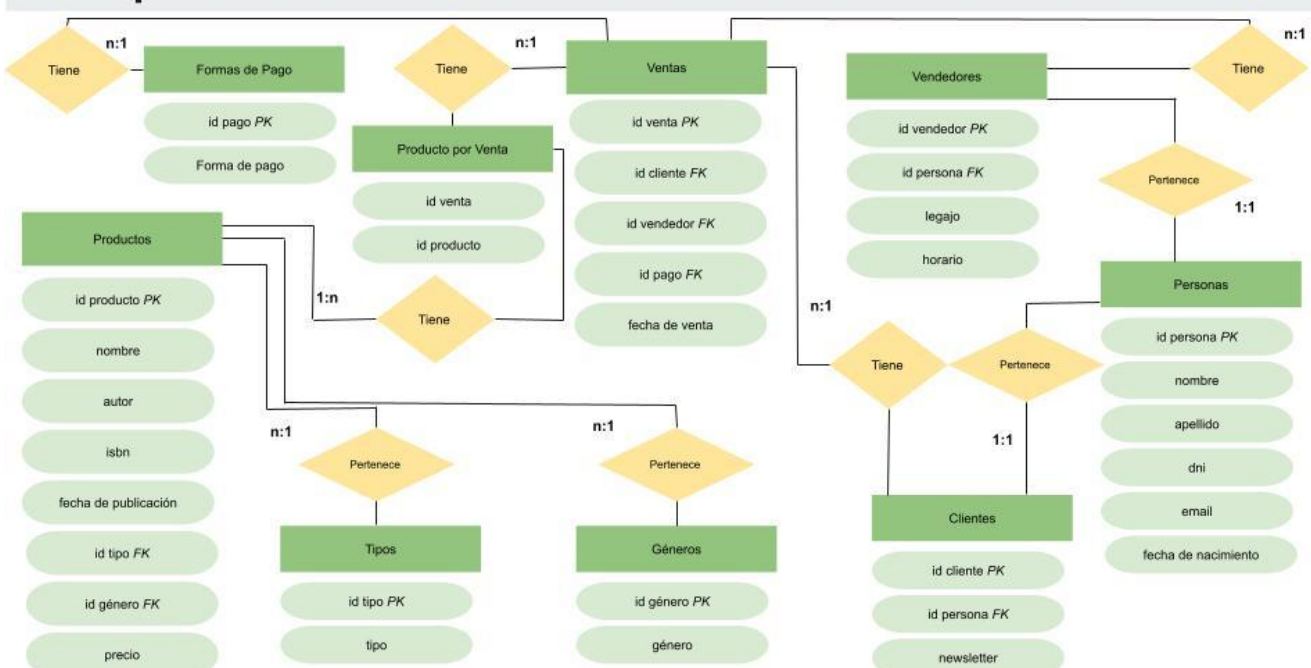 n:1
n:1
n:1
Tiene
Formas de Pago
Tiene
Ventas
Vendedores
Tiene
id pago PK
Forma de pago
Producto por Venta
id venta
id producto
id venta PK
id cliente FK
id vendedor FK
id pago FK
fecha de venta
id vendedor PK
id persona FK
legajo
horario
Pertenece
1:1
Productos
id producto PK
nombre
autor
isbn
fecha de publicación
id tipo FK
id género FK
precio
1:n
Tiene
n:1
Tiene
Pertenece
1:1
Personas
id persona PK
nombre
apellido
dni
email
fecha de nacimiento
n:1
Pertenece
Tipos
id tipo PK
tipo
n:1
Pertenece
Géneros
id género PK
género
Clientes
id cliente PK
id persona FK
newsletter